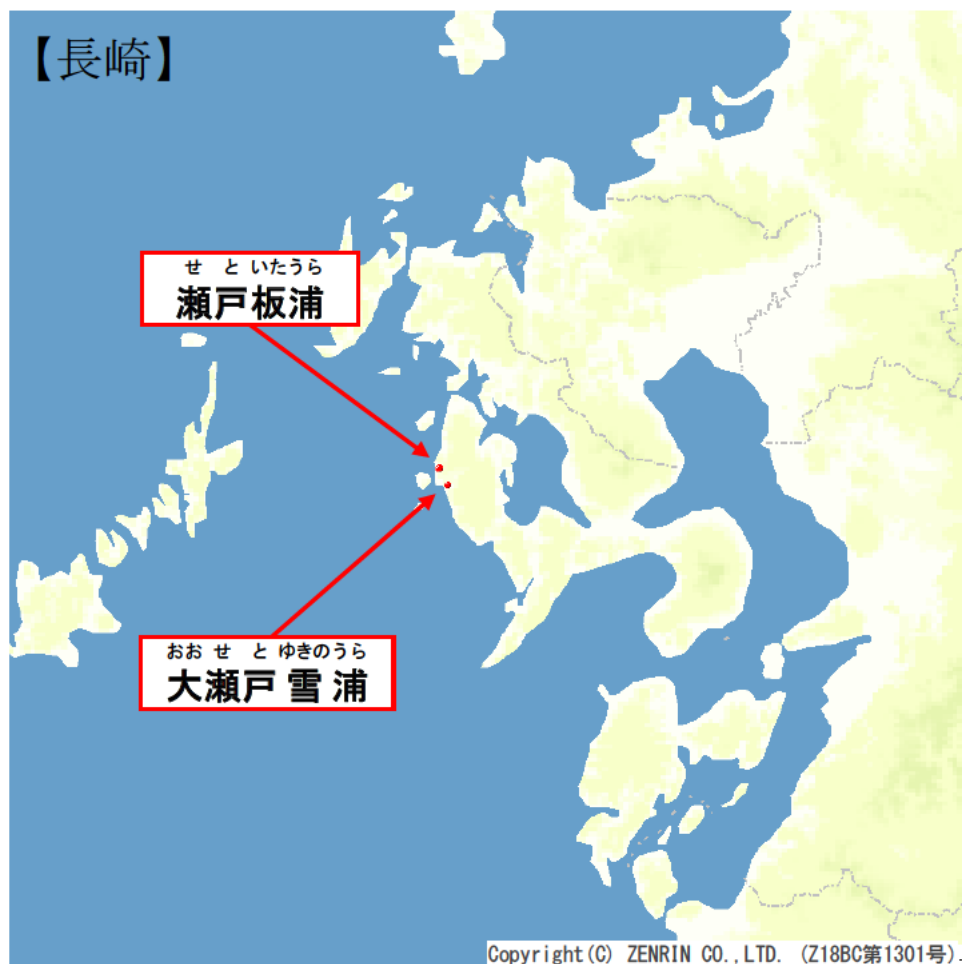 【長崎】
せ と いたうら
瀬戸板浦
おお せ と ゆきのうら
大瀬戸雪浦
Copyright(C) ZENRIN CO.,LTD. (Z18BC第1301号)